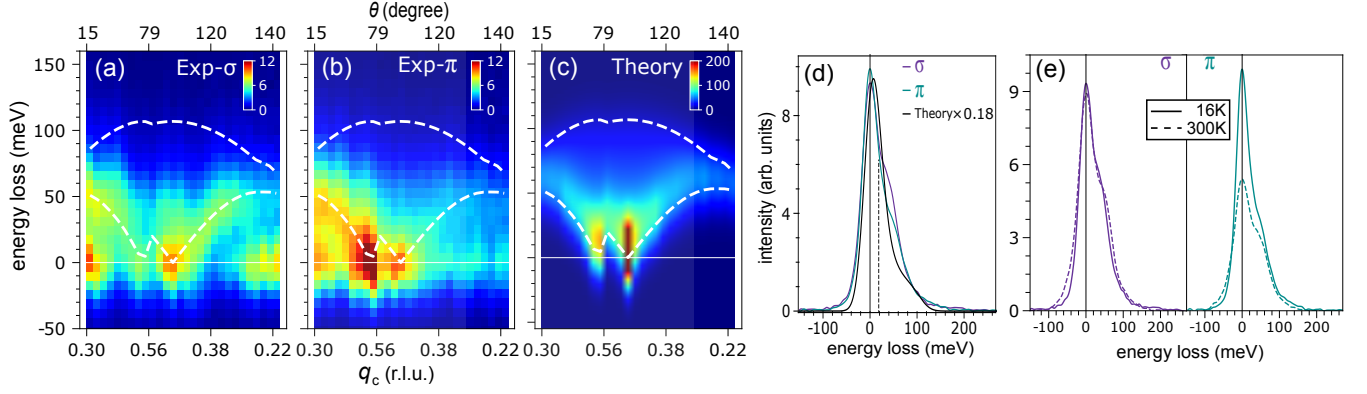 θ (degree)
15 79 120 140
15 79 120 140
15 79 120 140
(a) Exp-σ 12 6 0
(b) Exp-π 12 6 0
(c) Theory 200 100 0
energy loss (meV)
150
100
50
0
-50
0.30 0.56 0.38 0.22
0.30 0.56 0.38 0.22
0.30 0.56 0.38 0.22
qc (r.l.u.)
(d)
- σ
- π
- Theory×0.18
intensity (arb. units)
8
4
0
-100 0 100 200
energy loss (meV)
(e)
σ π
16K
300K
9
6
3
0
-100 0 100 200 -100 0 100 200
energy loss (meV)